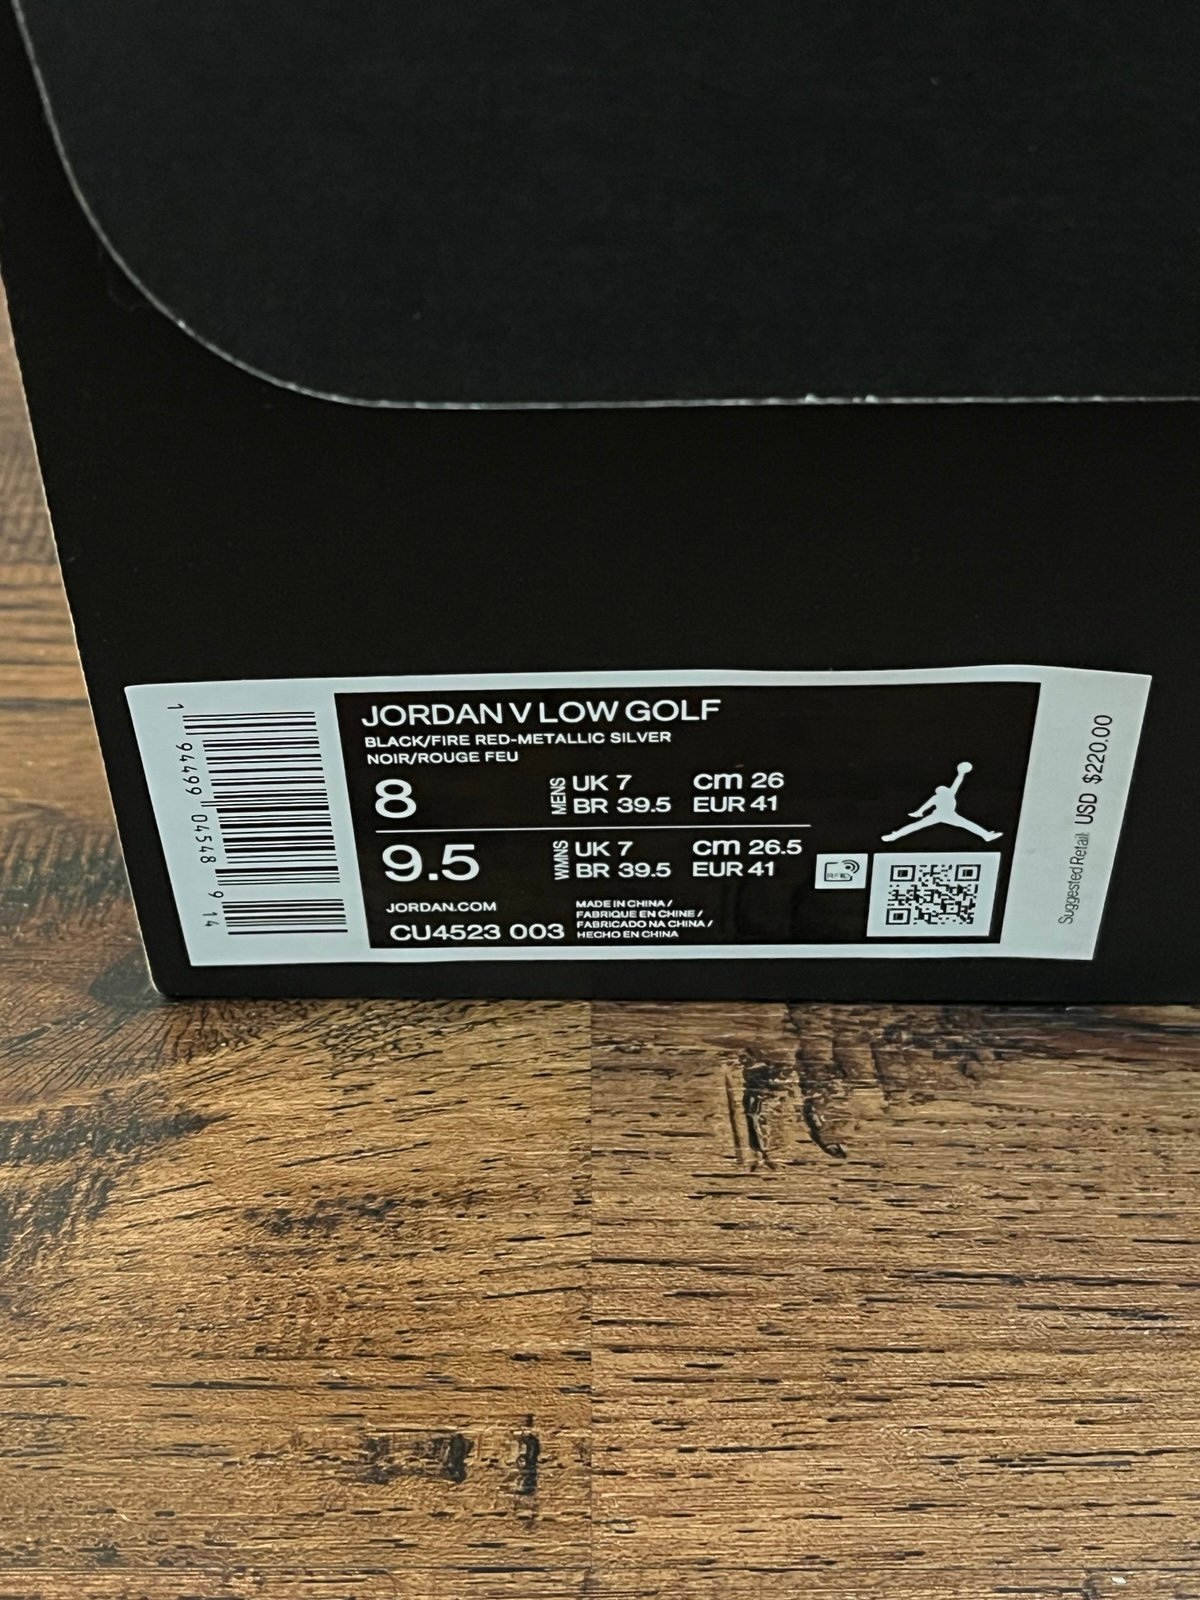 1 94499 04548 9 14
JORDAN V LOW GOLF
BLACK/FIRE RED-METALLIC SILVER
NOIR/ROUGE FEU
8
MENS
UK 7 cm 26
BR 39.5 EUR 41
9.5
WMNS
UK 7 cm 26.5
BR 39.5 EUR 41
JORDAN.COM
CU4523 003
MADE IN CHINA /
FABRIQUE EN CHINE /
FABRICADO NA CHINA /
HECHO EN CHINA
RFID
Suggested Retail: USD $220.00